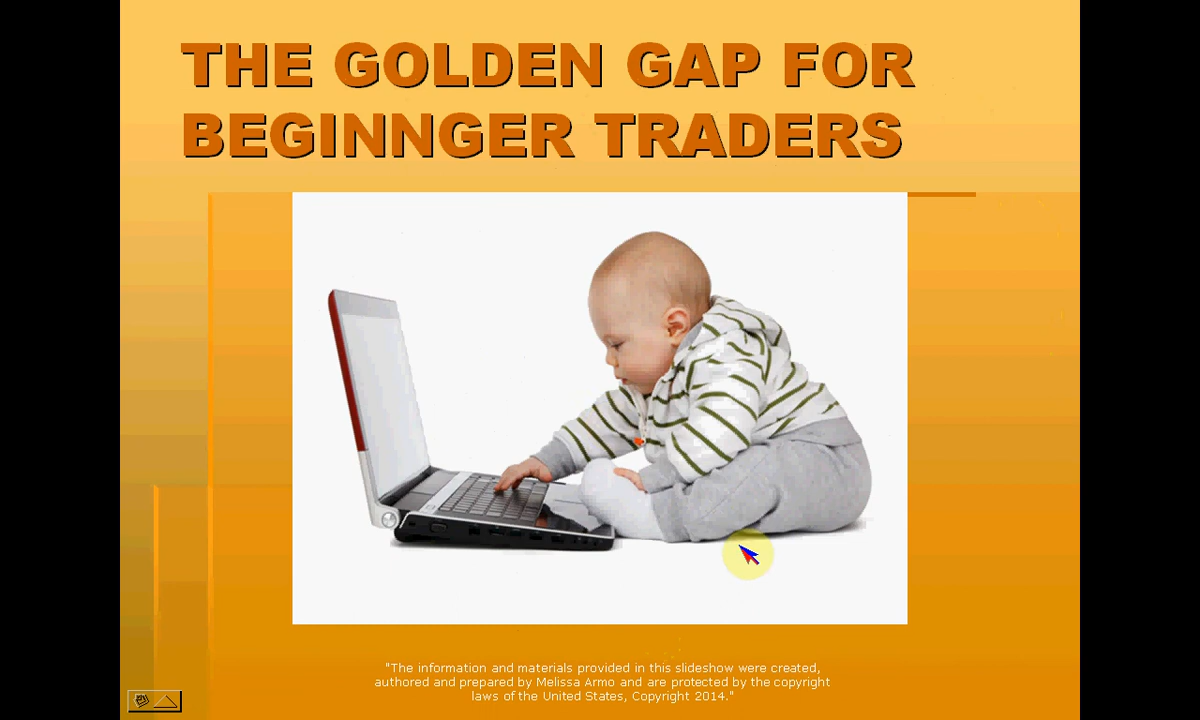 THE GOLDEN GAP FOR
BEGINNGER TRADERS
"The information and materials provided in this slideshow were created,
authored and prepared by Melissa Armo and are protected by the copyright
laws of the United States, Copyright 2014."